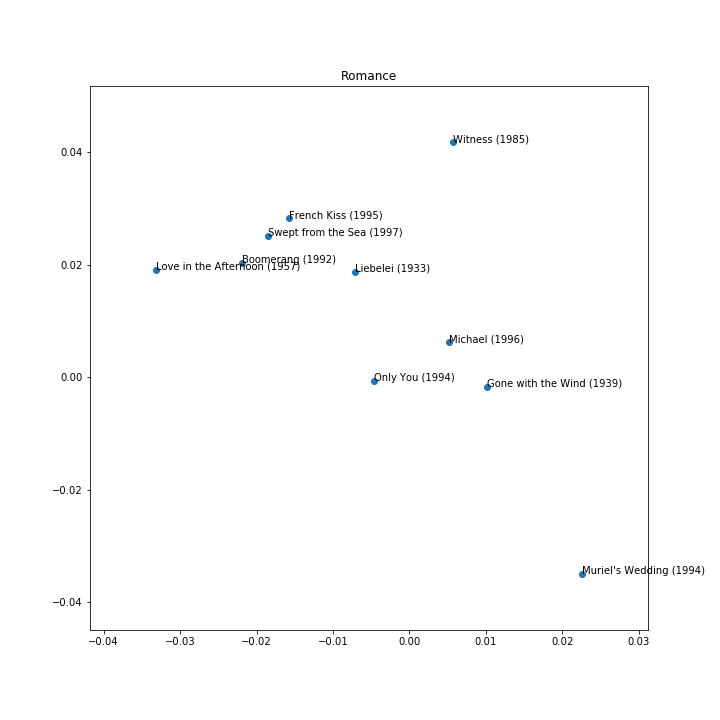 Romance
0.04
0.02
0.00
−0.02
−0.04
Witness (1985)
French Kiss (1995)
Swept from the Sea (1997)
Boomerang (1992)
Love in the Afternoon (1957)
Liebelei (1933)
Michael (1996)
Only You (1994)
Gone with the Wind (1939)
Muriel's Wedding (1994)
−0.04 −0.03 −0.02 −0.01 0.00 0.01 0.02 0.03